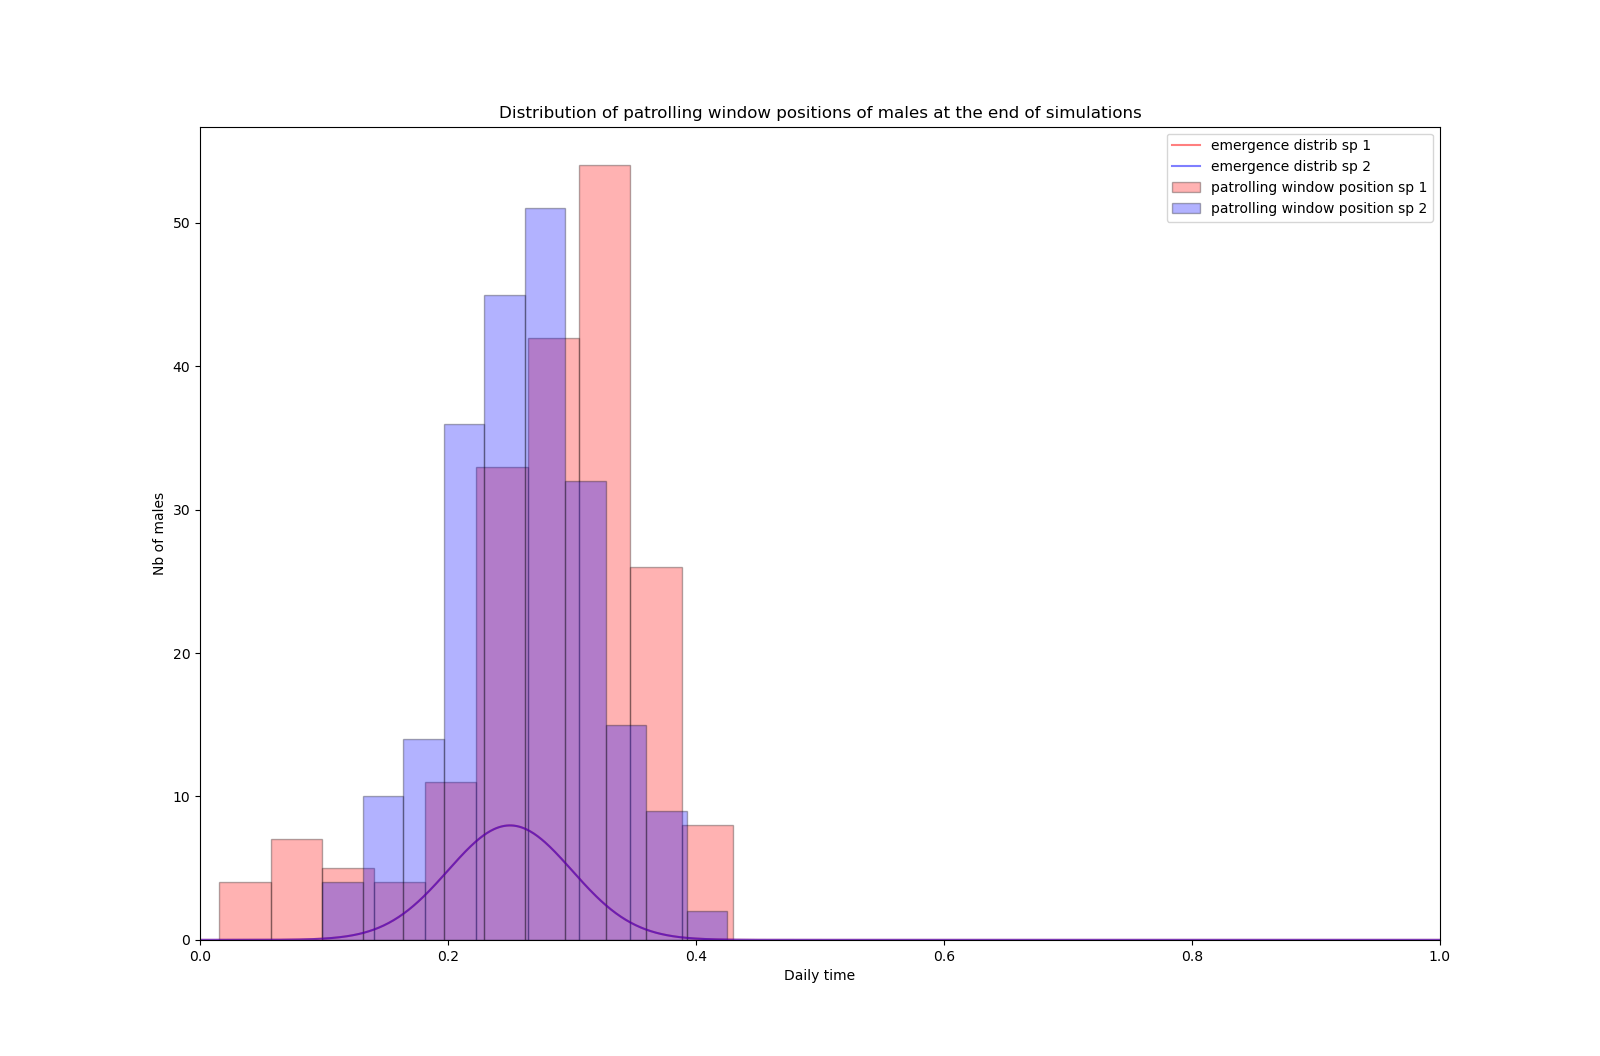 Distribution of patrolling window positions of males at the end of simulations
emergence distrib sp 1
emergence distrib sp 2
patrolling window position sp 1
patrolling window position sp 2
Nb of males
50
40
30
20
10
0
0.0 0.2 0.4 0.6 0.8 1.0
Daily time